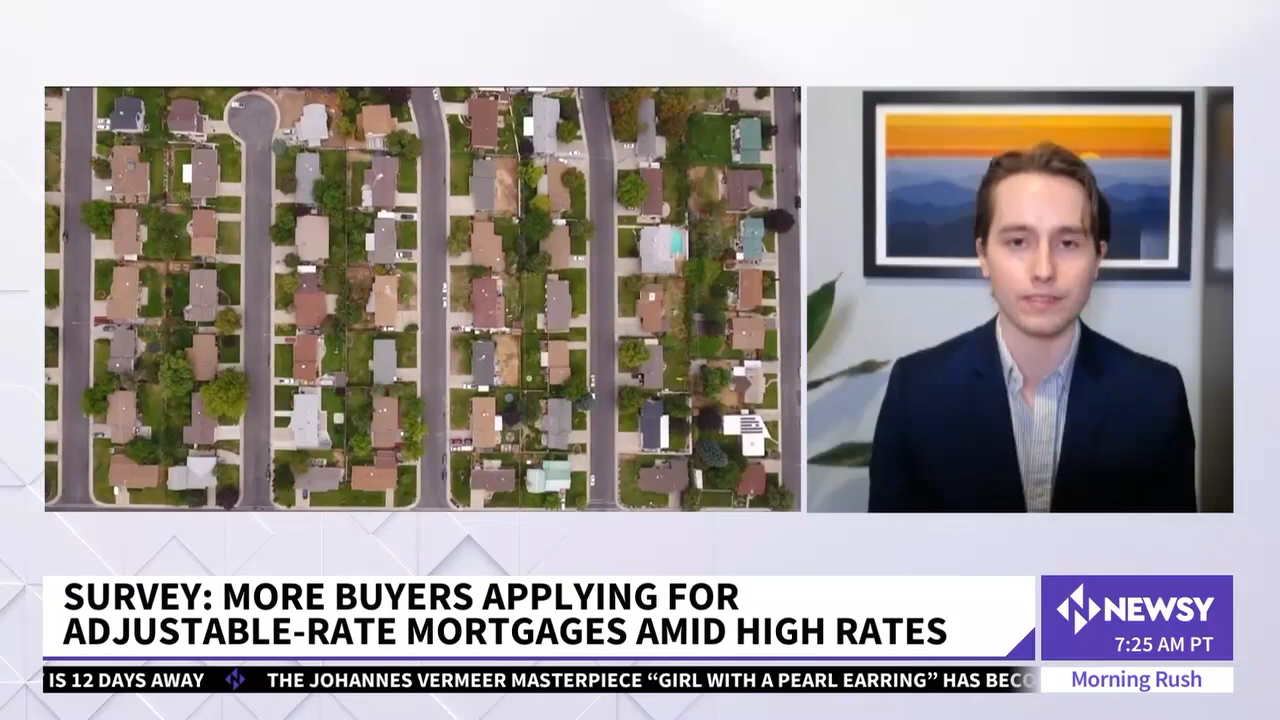 SURVEY: MORE BUYERS APPLYING FOR
ADJUSTABLE-RATE MORTGAGES AMID HIGH RATES
NEWSY
7:25 AM PT
IS 12 DAYS AWAY
THE JOHANNES VERMEER MASTERPIECE “GIRL WITH A PEARL EARRING” HAS BECO
Morning Rush